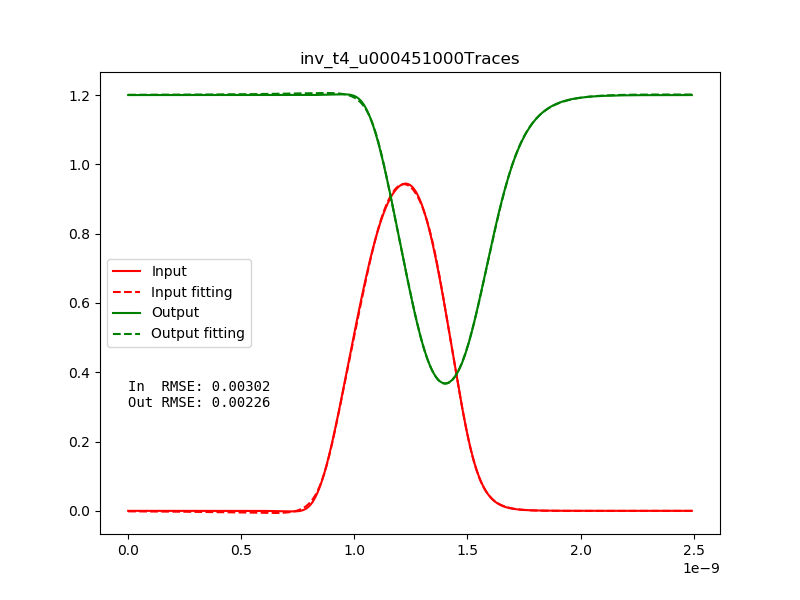 inv_t4_u000451000Traces
1.2
1.0
0.8
0.6
0.4
0.2
0.0
Input
Input fitting
Output
Output fitting
In  RMSE: 0.00302
Out RMSE: 0.00226
0.0 0.5 1.0 1.5 2.0 2.5
1e−9